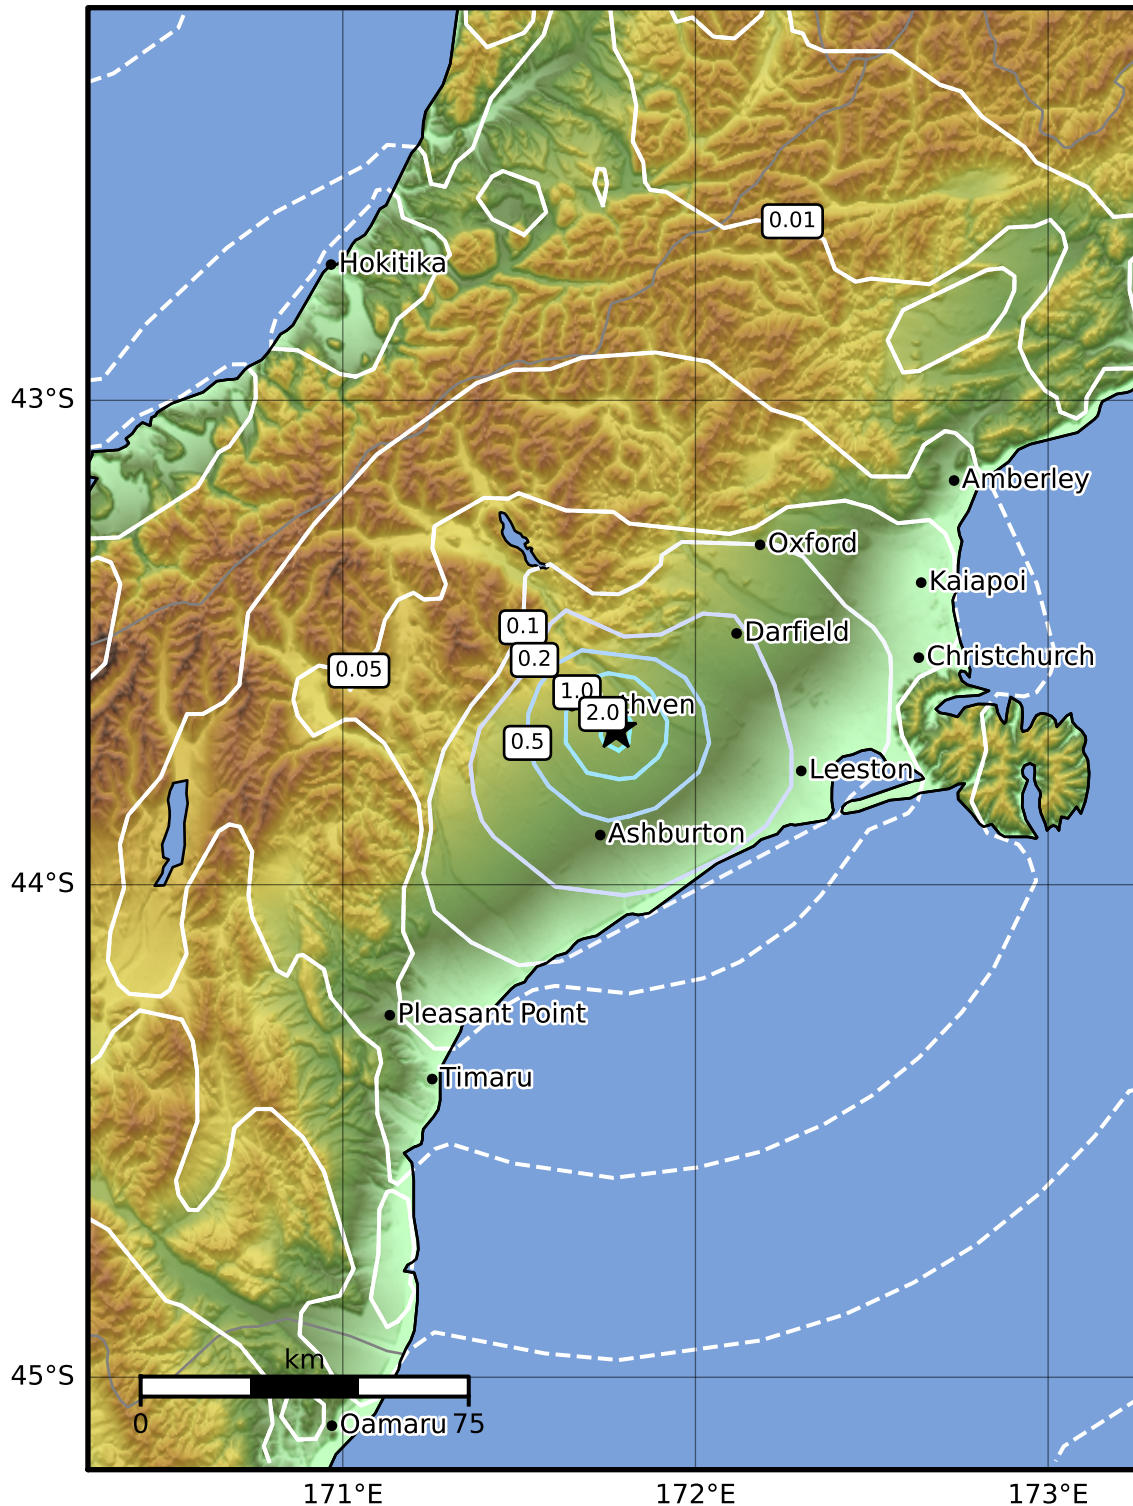 0.01
Hokitika
43°S
Amberley
Oxford
Kaiapoi
0.1
Darfield
0.2
Christchurch
0.05
1.0
thven
2.0
0.5
Leeston
Ashburton
44°S
Pleasant Point
Timaru
km
45°S
0
Oamaru
75
171°E
172°E
173°E